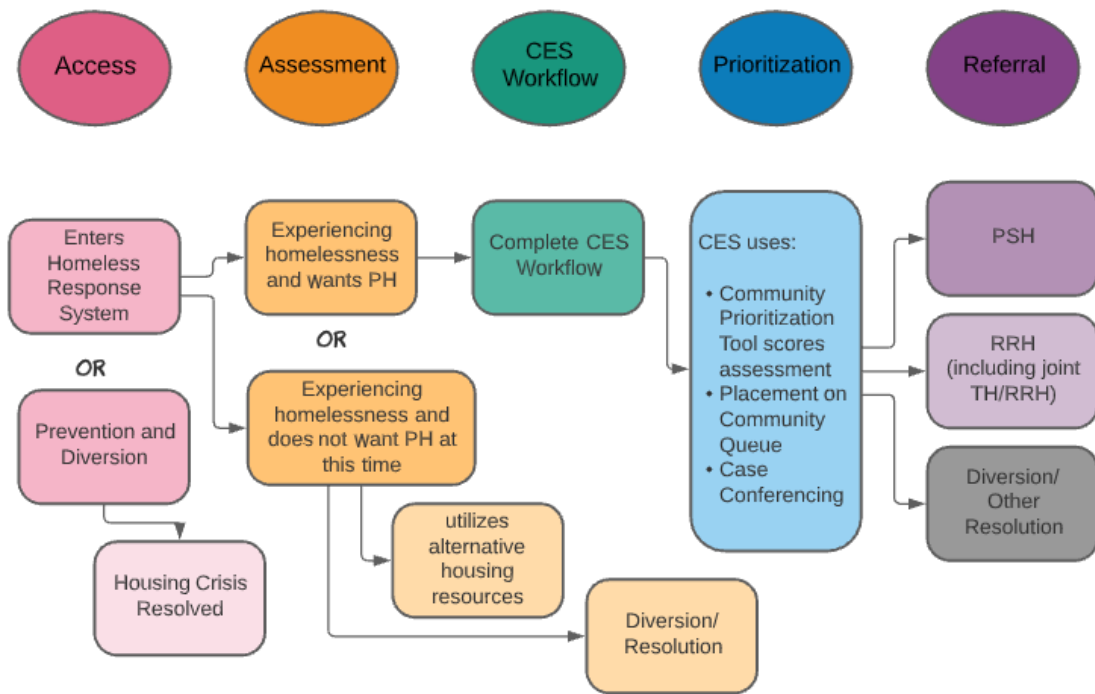 Access
Assessment
CES
Workflow
Prioritization
Referral
Enters
Homeless
Response
System
OR
Prevention and
Diversion
Housing Crisis
Resolved
Experiencing
homelessness
and wants PH
OR
Experiencing
homelessness and
does not want PH at
this time
utilizes
alternative
housing
resources
Diversion/
Resolution
Complete CES
Workflow
CES uses:
• Community
Prioritization
Tool scores
assessment
• Placement on
Community
Queue
• Case
Conferencing
PSH
RRH
(including joint
TH/RRH)
Diversion/
Other
Resolution